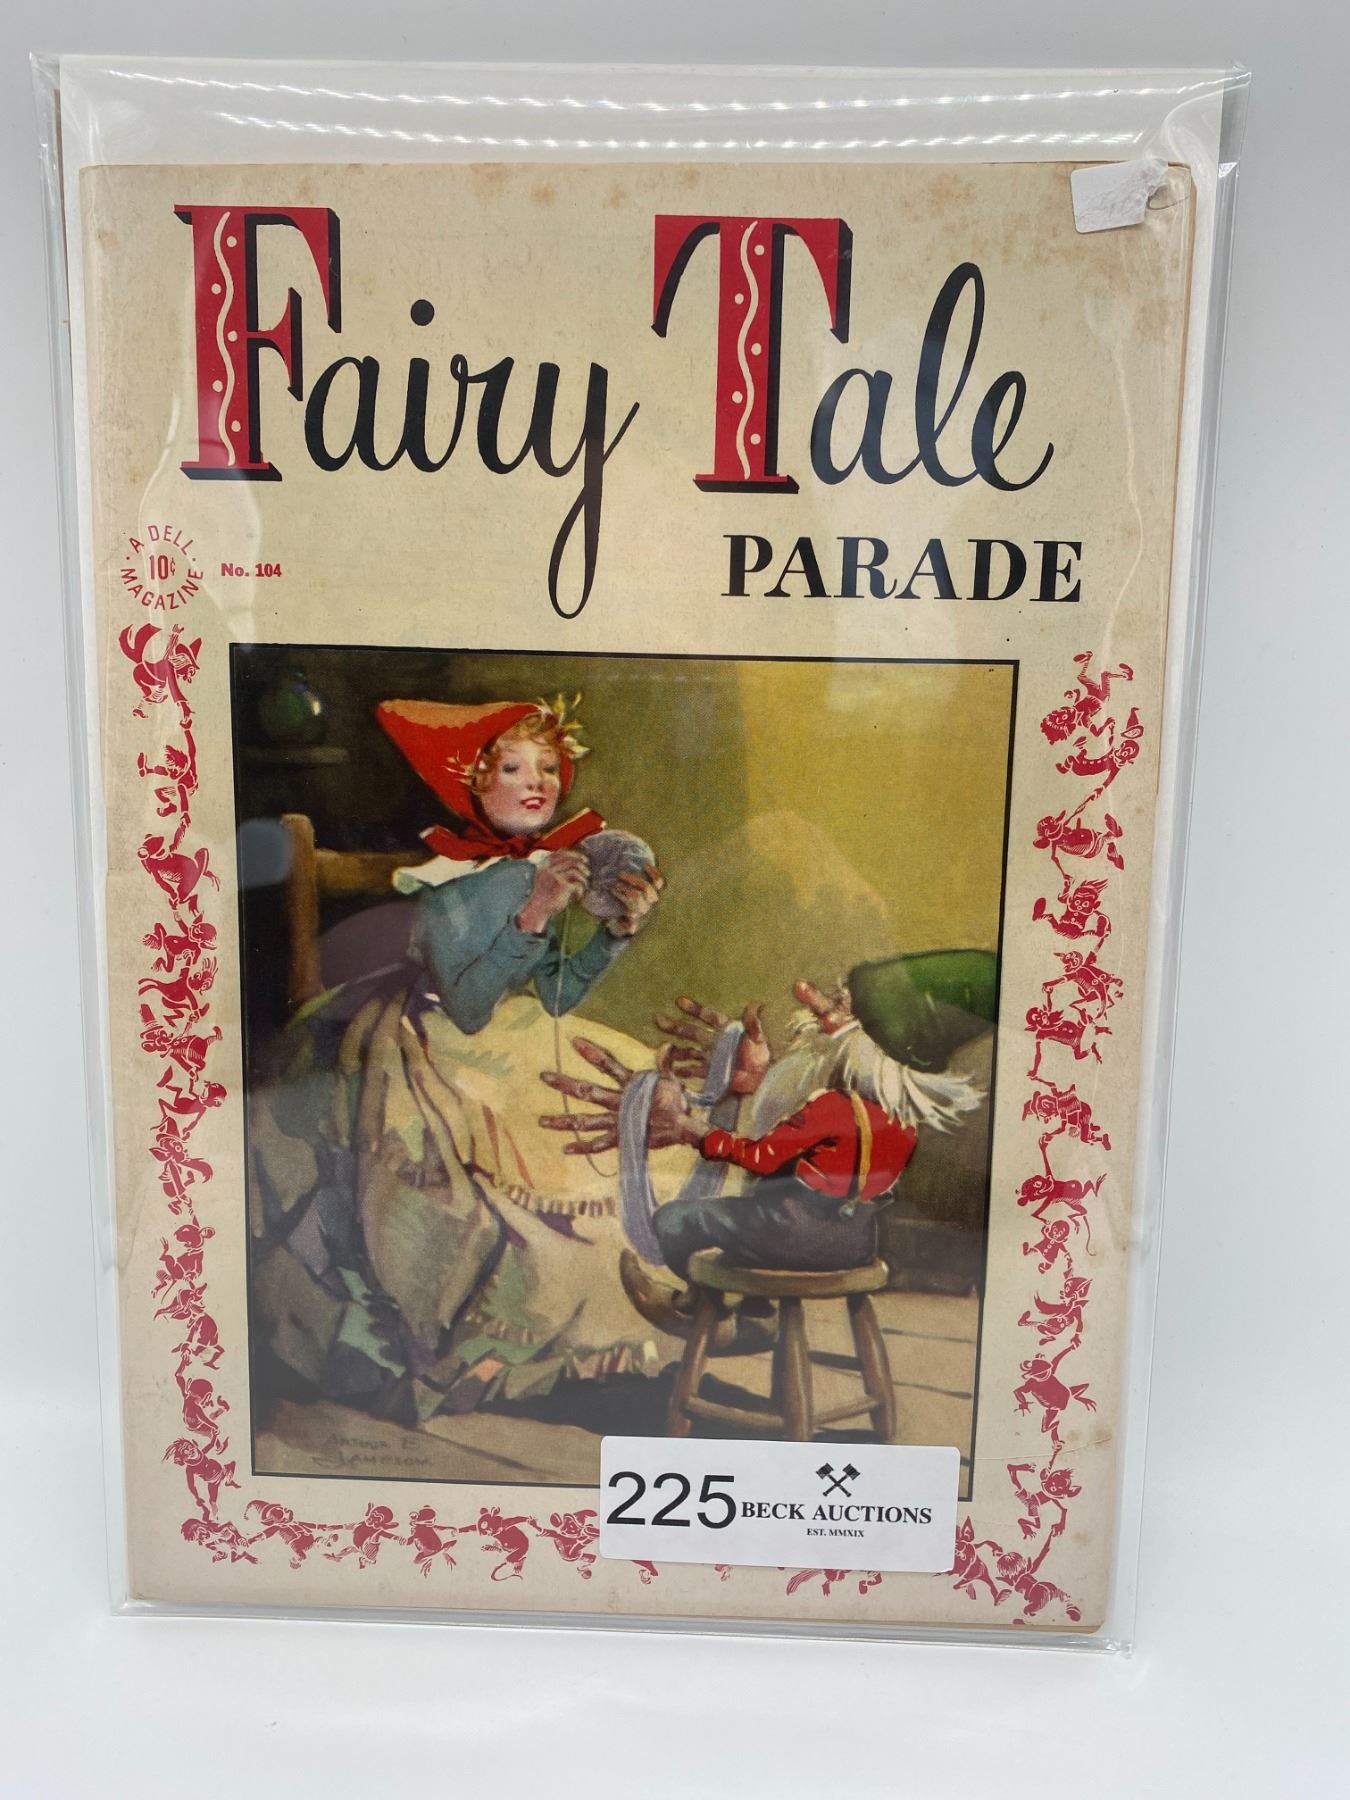 Fairy Tale
PARADE
A DELL
10¢
MAGAZINE
No. 104
ARTHUR E
JAMESON
225
BECK AUCTIONS
EST. MMXIX